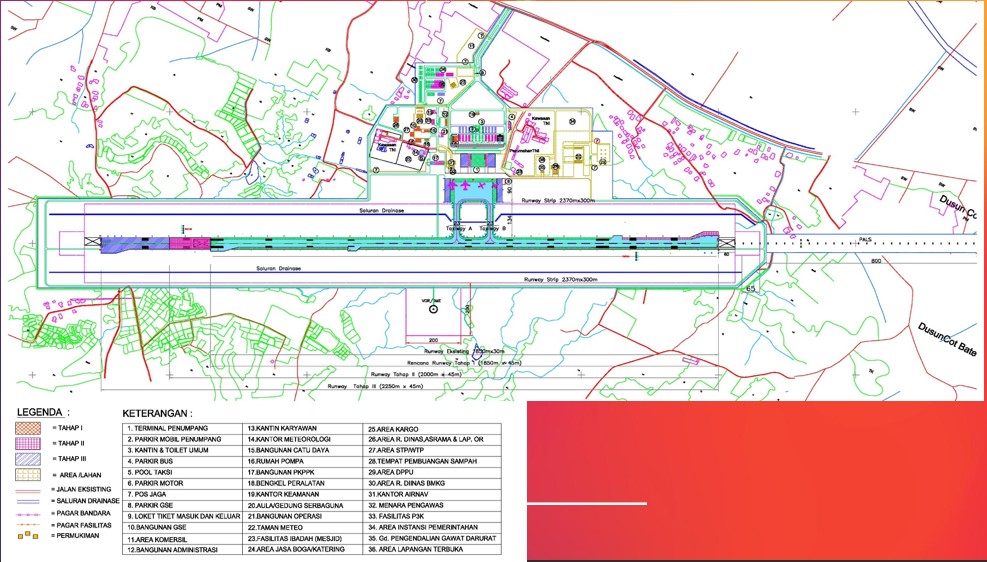 Kawasan
TNI
Kawasan
TNI
Perumahan TNI
Runway Strip 2370mx300m
Saluran Drainase
Taxiway A
Taxiway B
134
60
PALS
800
Saluran Drainase
Runway Strip 2370mx300m
65
VOR/DME
200
Dusun Cot Bate
Rencana Runway Tahap I (1850m x 45m)
Runway Tahap II (2000m x 45m)
Runway Tahap III (2250m x 45m)
LEGENDA :
= TAHAP I
= TAHAP II
= TAHAP III
= AREA /LAHAN
= JALAN EKSISTING
= SALURAN DRAINASE
= PAGAR BANDARA
= PAGAR FASILITAS
= PERMUKIMAN
KETERANGAN :
1. TERMINAL PENUMPANG
2. PARKIR MOBIL PENUMPANG
3. KANTIN & TOILET UMUM
4. PARKIR BUS
5. POOL TAKSI
6. PARKIR MOTOR
7. POS JAGA
8. PARKIR GSE
9. LOKET TIKET MASUK DAN KELUAR
10.BANGUNAN GSE
11.AREA KOMERSIL
12.BANGUNAN ADMINISTRASI
13.KANTIN KARYAWAN
14.KANTOR METEOROLOGI
15.BANGUNAN CATU DAYA
16.RUMAH POMPA
17.BANGUNAN PKPPK
18.BENGKEL PERALATAN
19.KANTOR KEAMANAN
20.AULA/GEDUNG SERBAGUNA
21.BANGUNAN OPERASI
22.TAMAN METEO
23.FASILITAS IBADAH (MESJID)
24.AREA JASA BOGA/KATERING
25.AREA KARGO
26.AREA R. DINAS,ASRAMA & LAP. OR
27.AREA STP/WTP
28.TEMPAT PEMBUANGAN SAMPAH
29.AREA DPPU
30.AREA R. DIINAS BMKG
31.KANTOR AIRNAV
32. MENARA PENGAWAS
33. FASILITAS P3K
34. AREA INSTANSI PEMERINTAHAN
35. Gd. PENGENDALIAN GAWAT DARURAT
36. AREA LAPANGAN TERBUKA